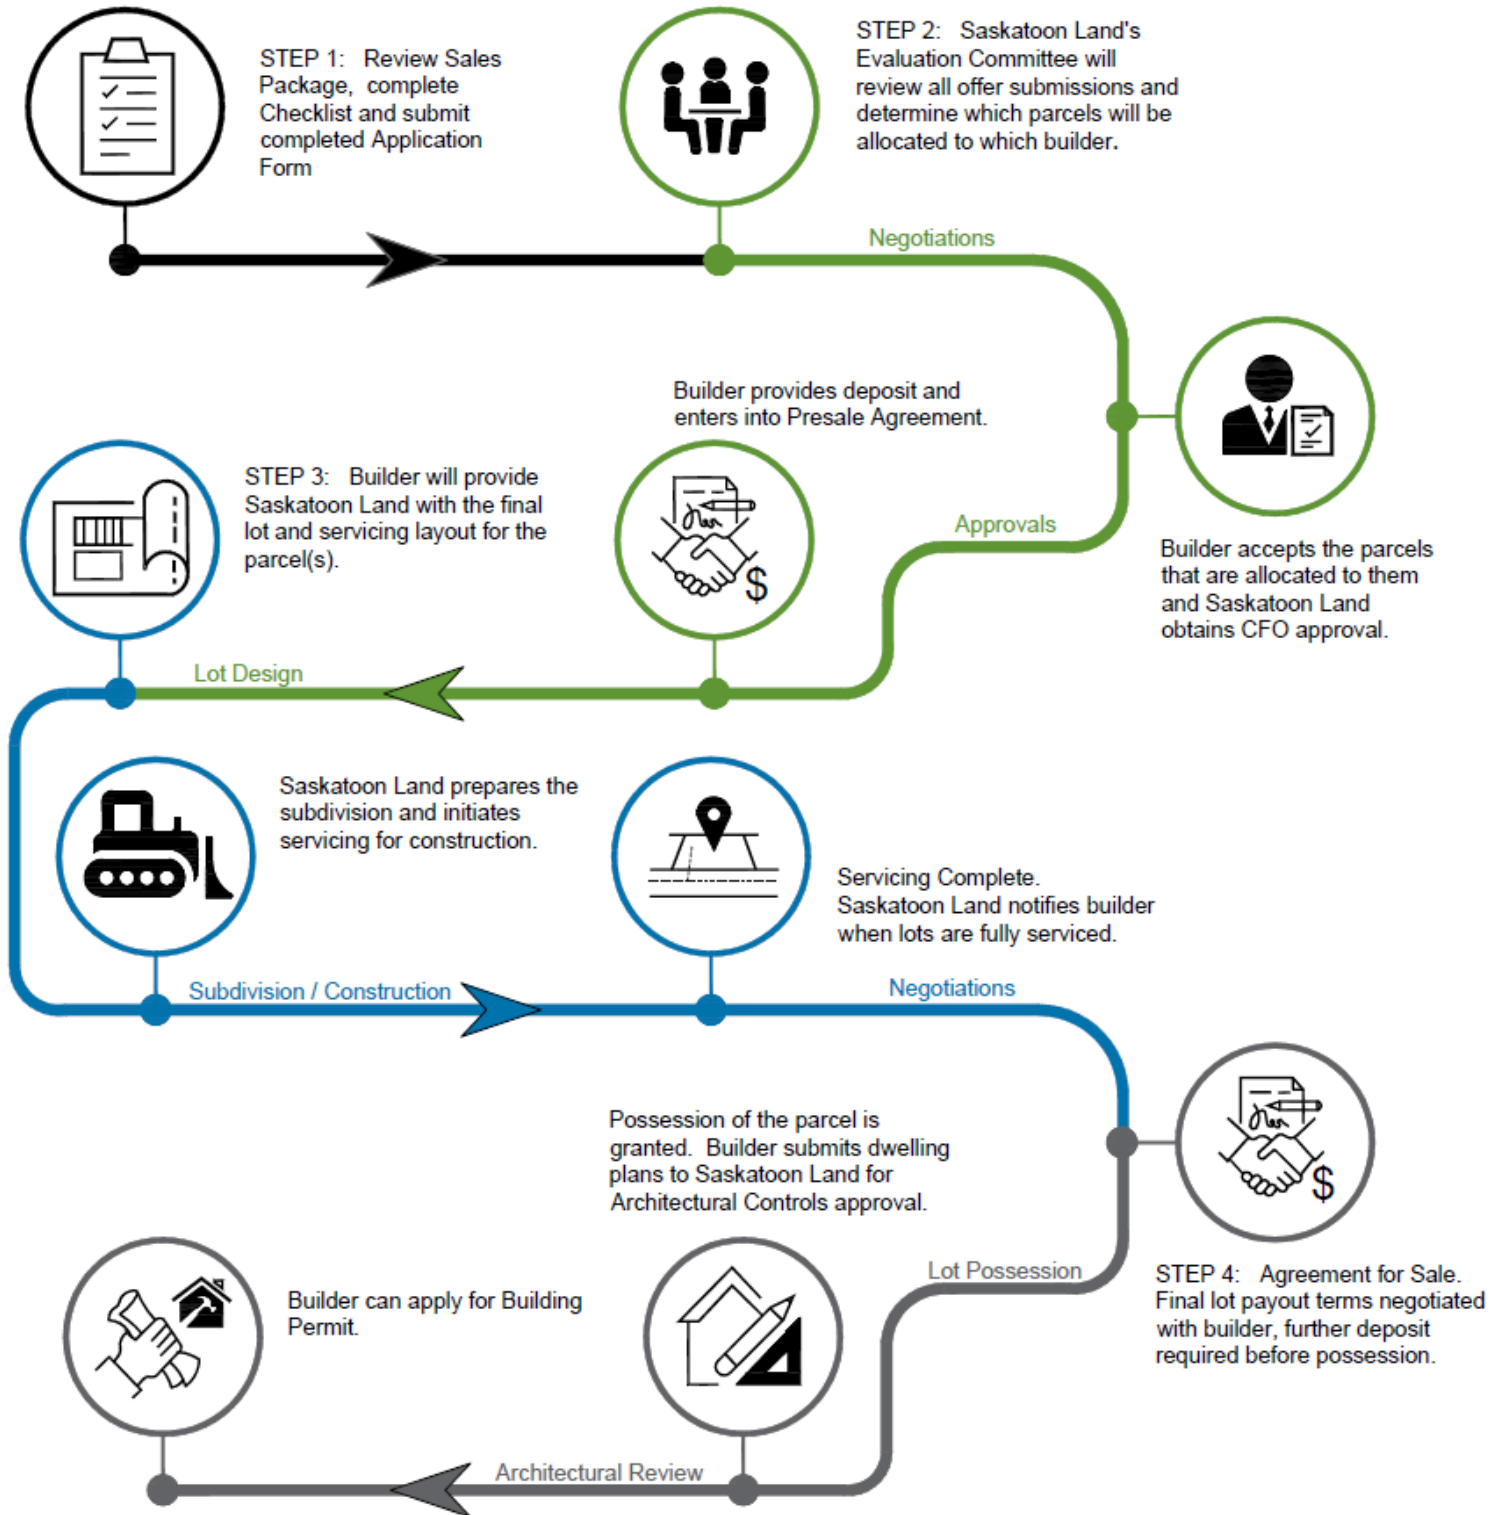 STEP 1: Review Sales
Package, complete
Checklist and submit
completed Application
Form
STEP 2: Saskatoon Land's
Evaluation Committee will
review all offer submissions and
determine which parcels will be
allocated to which builder.
Negotiations
Builder accepts the parcels
that are allocated to them
and Saskatoon Land
obtains CFO approval.
Approvals
Builder provides deposit and
enters into Presale Agreement.
$
Lot Design
STEP 3: Builder will provide
Saskatoon Land with the final
lot and servicing layout for the
parcel(s).
Saskatoon Land prepares the
subdivision and initiates
servicing for construction.
Subdivision / Construction
Servicing Complete.
Saskatoon Land notifies builder
when lots are fully serviced.
Negotiations
$
STEP 4: Agreement for Sale.
Final lot payout terms negotiated
with builder, further deposit
required before possession.
Lot Possession
Possession of the parcel is
granted. Builder submits dwelling
plans to Saskatoon Land for
Architectural Controls approval.
Architectural Review
Builder can apply for Building
Permit.